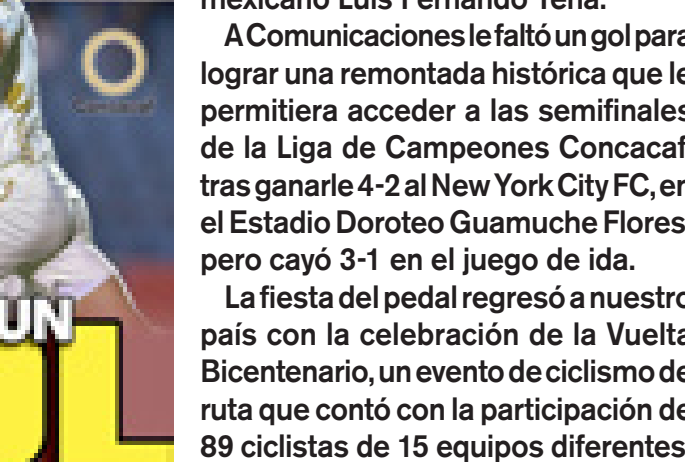 Concacaf
UN
OL
mexicano Luis Fernando Tena.
A Comunicaciones le faltó un gol para
lograr una remontada histórica que le
permitiera acceder a las semifinales
de la Liga de Campeones Concacaf
tras ganarle 4-2 al New York City FC, en
el Estadio Doroteo Guamuche Flores
pero cayó 3-1 en el juego de ida.
La fiesta del pedal regresó a nuestro
país con la celebración de la Vuelta
Bicentenario, un evento de ciclismo de
ruta que contó con la participación de
89 ciclistas de 15 equipos diferentes